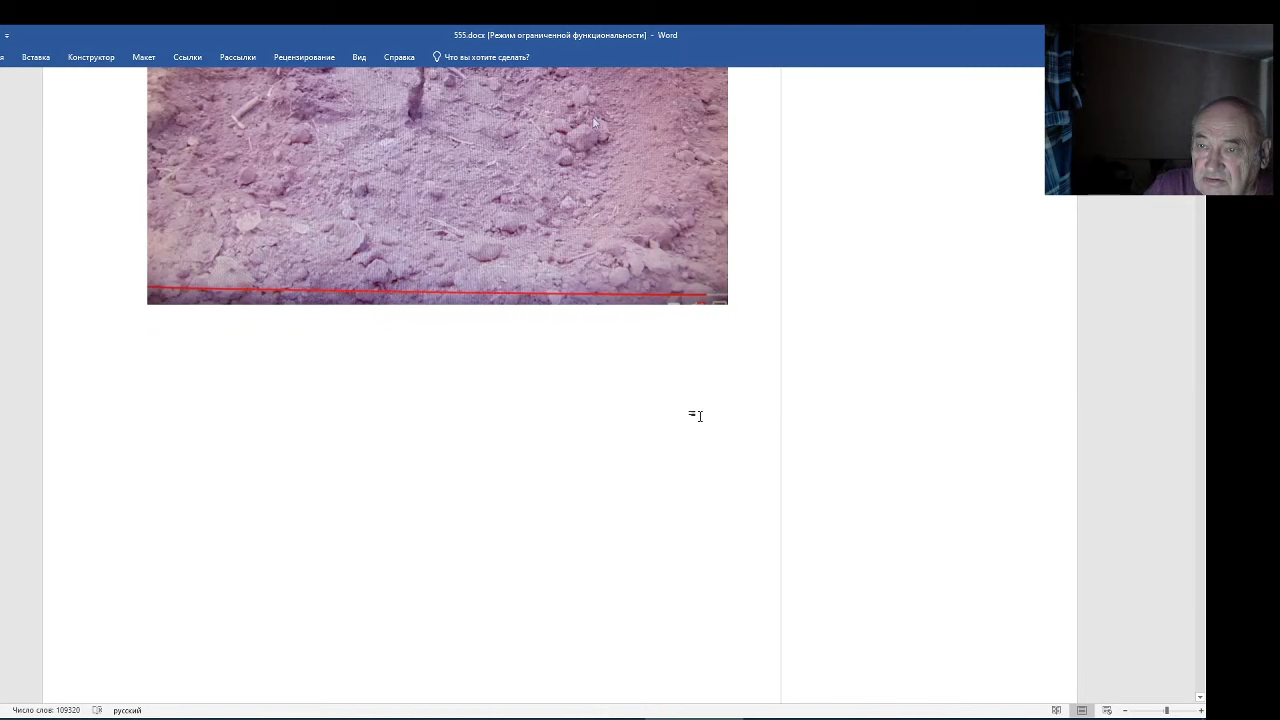 555.docx [Режим ограниченной функциональности] - Word
я Вставка Конструктор Макет Ссылки Рассылки Рецензирование Вид Справка Что вы хотите сделать?
Число слов: 109320 русский